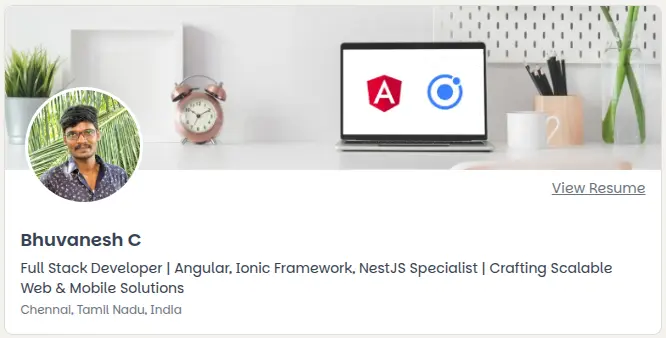 A
View Resume
Bhuvanesh C
Full Stack Developer | Angular, Ionic Framework, NestJS Specialist | Crafting Scalable
Web & Mobile Solutions
Chennai, Tamil Nadu, India